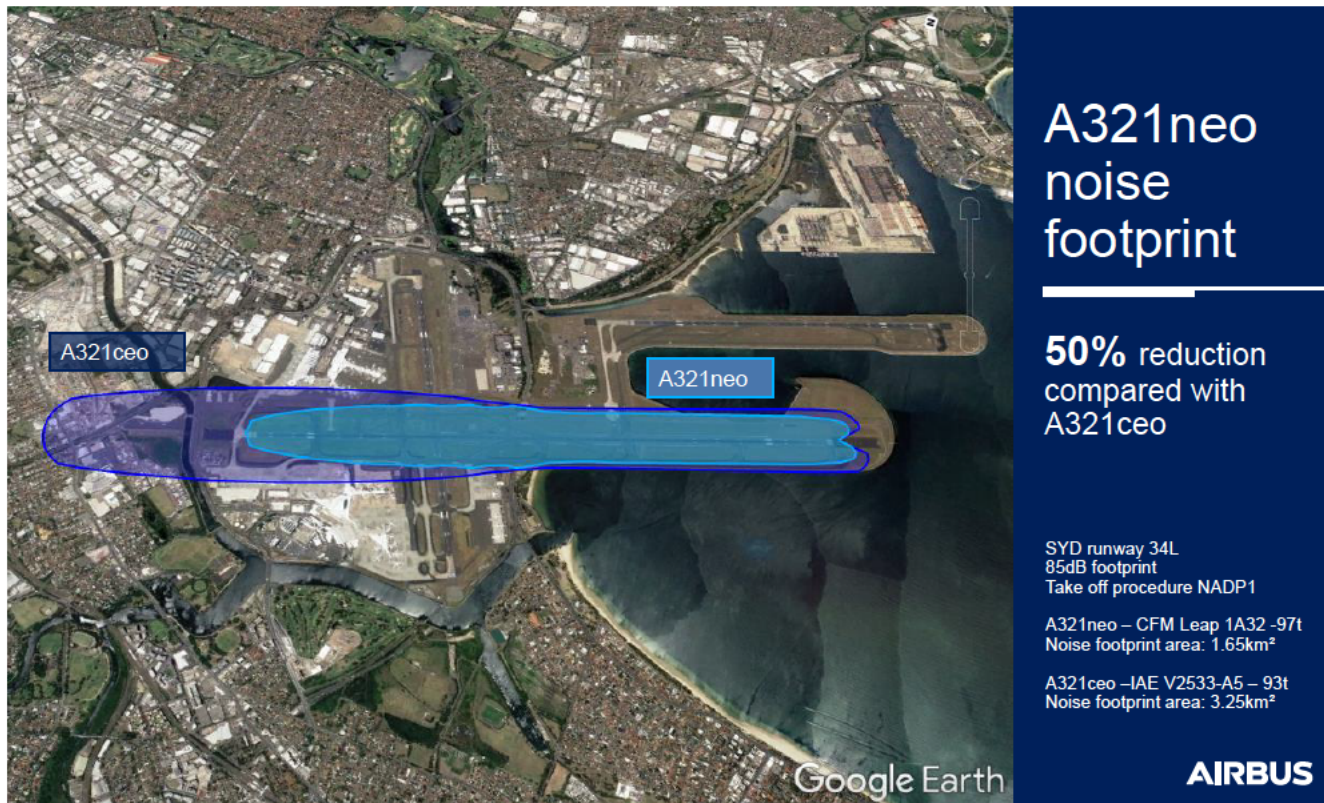 N
A321ceo
A321neo
Google Earth
A321neo
noise
footprint
50% reduction
compared with
A321ceo
SYD runway 34L
85dB footprint
Take off procedure NADP1
A321neo – CFM Leap 1A32 -97t
Noise footprint area: 1.65km²
A321ceo –IAE V2533-A5 – 93t
Noise footprint area: 3.25km²
AIRBUS